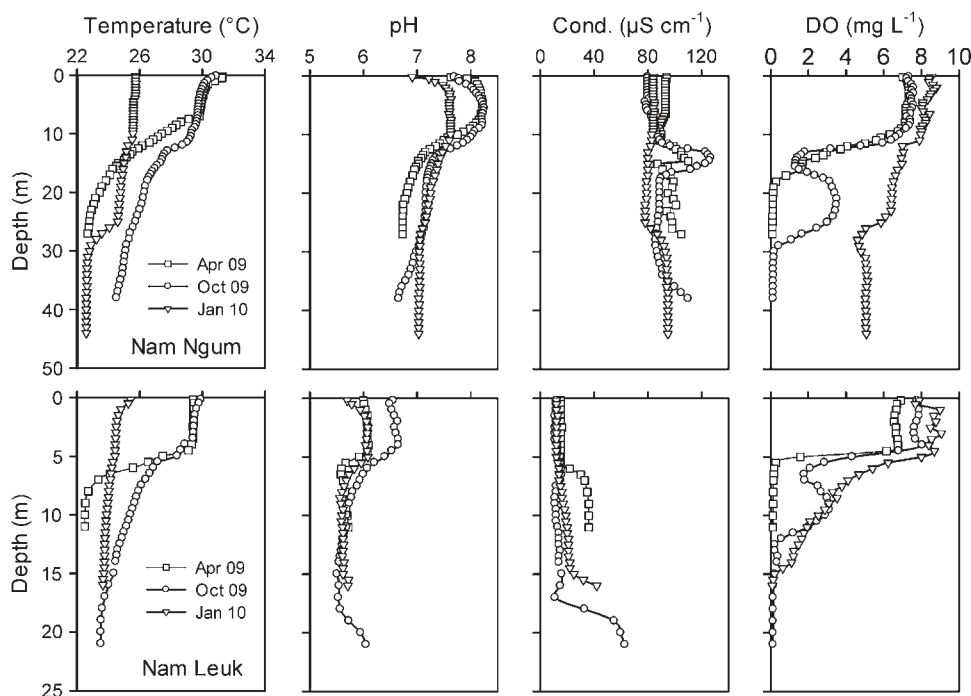 Temperature (°C)
pH
Cond. (µS cm⁻¹)
DO (mg L⁻¹)
22 26 30 34
5 6 7 8
0 40 80 120
0 2 4 6 8 10
0
10
20
30
40
50
Depth (m)
Apr 09
Oct 09
Jan 10
Nam Ngum
0
5
10
15
20
25
Depth (m)
Apr 09
Oct 09
Jan 10
Nam Leuk